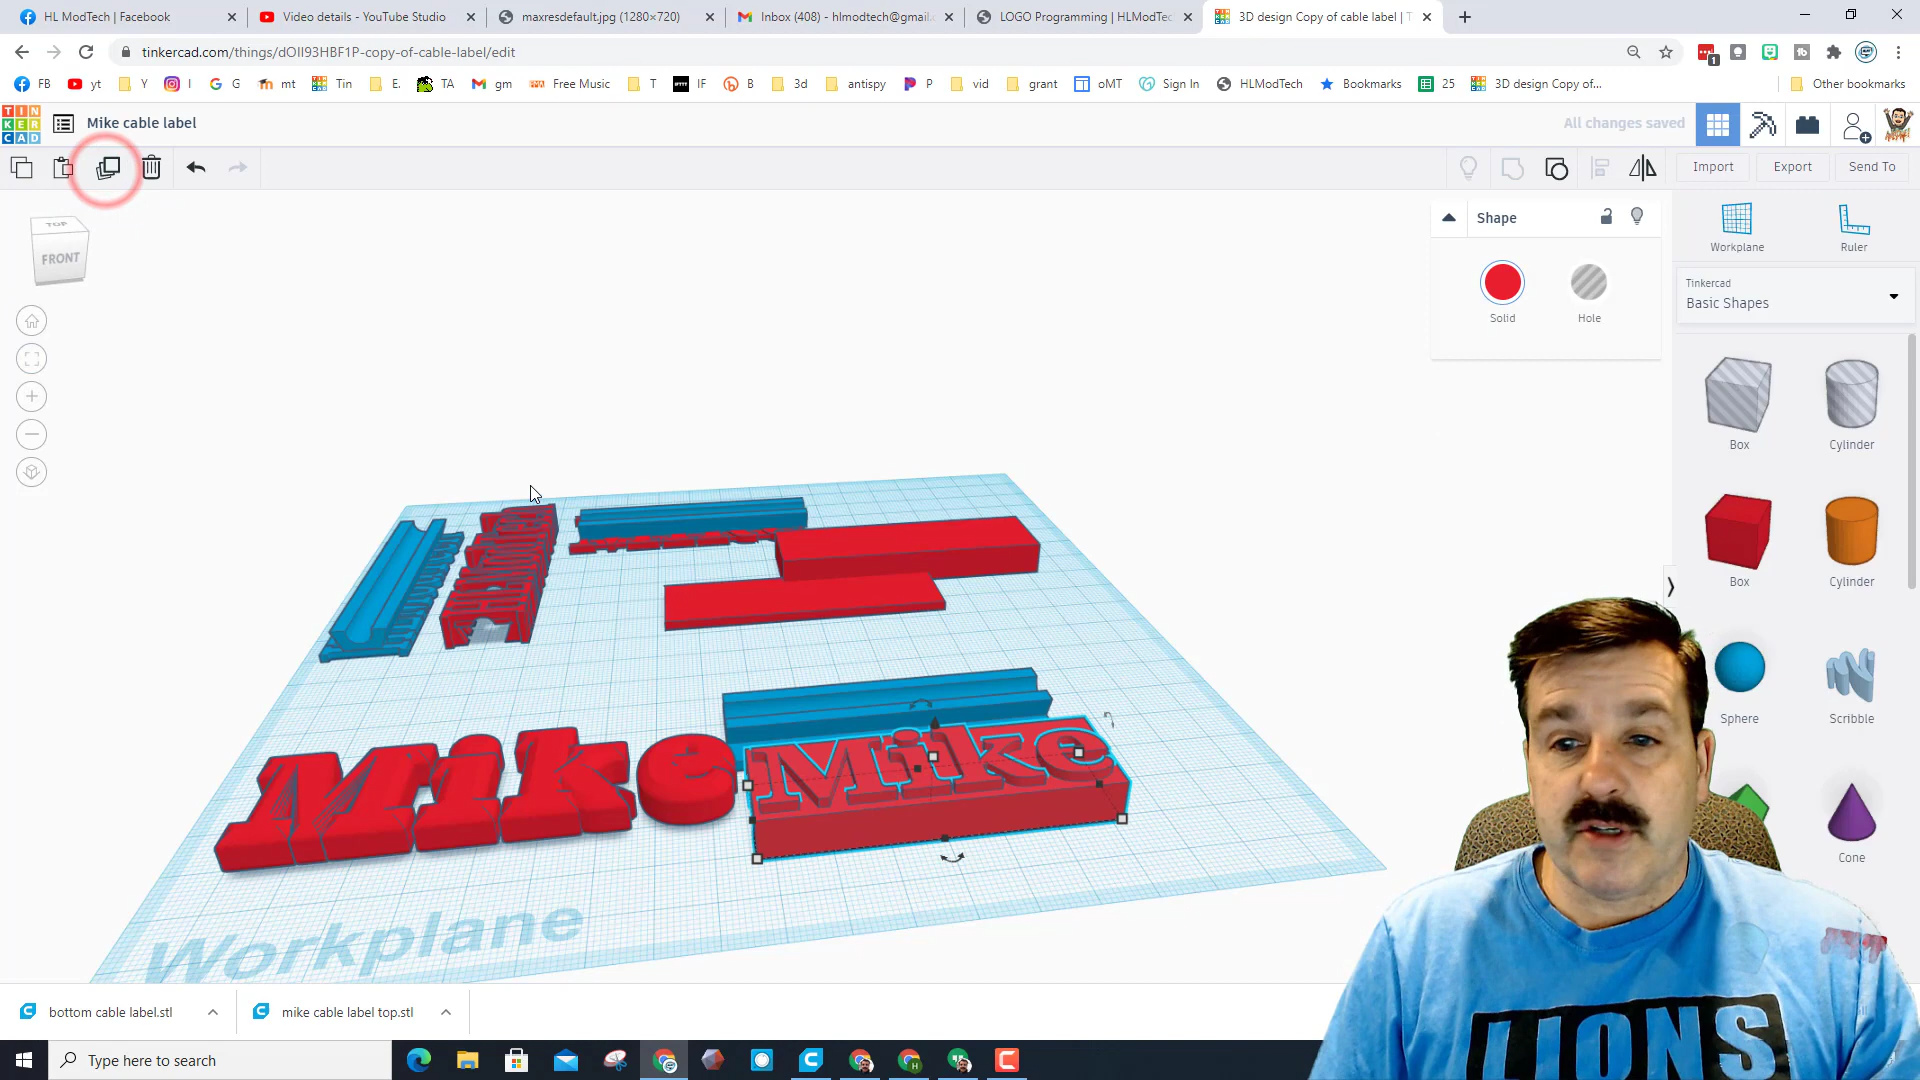 HL ModTech | Facebook
Video details - YouTube Studio
maxresdefault.jpg (1280×720)
Inbox (408) - hlmodtech@gmail.c
LOGO Programming | HLModTec
3D design Copy of cable label | T
tinkercad.com/things/dOII93HBF1P-copy-of-cable-label/edit
1
FB
yt
Y
I
G
mt
Tin
E.
TA
gm
Free Music
T
IF
B
3d
antispy
P
vid
grant
oMT
Sign In
HLModTech
Bookmarks
25
3D design Copy of...
Other bookmarks
TIN
KER
CAD
Mike cable label
All changes saved
Import
Export
Send To
TOP
FRONT
Shape
Solid
Hole
Workplane
Ruler
Tinkercad
Basic Shapes
Box
Cylinder
Box
Cylinder
Sphere
Scribble
Cone
Mike
Mike
Workplane
LIONS
bottom cable label.stl
mike cable label top.stl
Type here to search